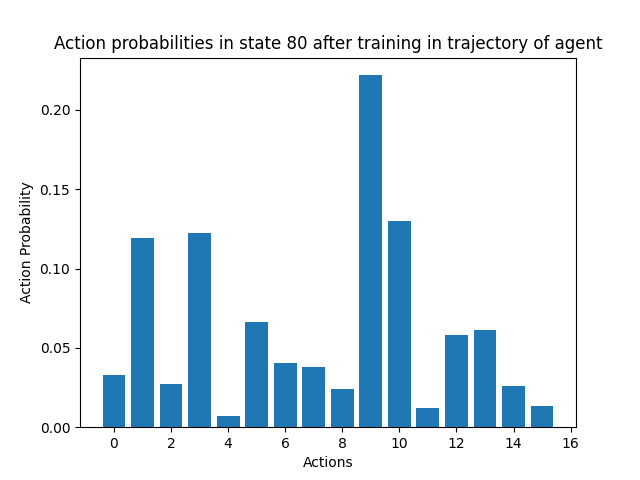 Action probabilities in state 80 after training in trajectory of agent
0.20
0.15
0.10
0.05
0.00
Action Probability
0 2 4 6 8 10 12 14 16
Actions